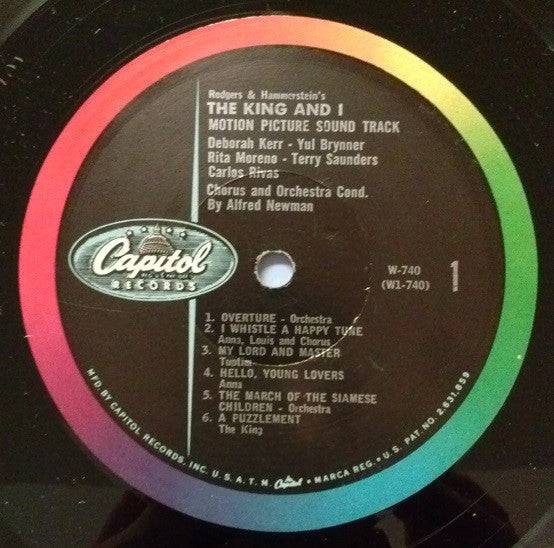 Rodgers & Hammerstein's
THE KING AND I
MOTION PICTURE SOUND TRACK
Deborah Kerr - Yul Brynner
Rita Moreno - Terry Saunders
Carlos Rivas
Chorus and Orchestra Cond.
By Alfred Newman
Capitol
RECORDS
W-740
(W1-740)
1
1. OVERTURE - Orchestra
2. I WHISTLE A HAPPY TUNE
Anna, Louis and Chorus
3. MY LORD AND MASTER
Tuptim
4. HELLO, YOUNG LOVERS
Anna
5. THE MARCH OF THE SIAMESE
CHILDREN - Orchestra
6. A PUZZLEMENT
The King
MFD. BY CAPITOL RECORDS, INC. U.S.A. T.M. Capitol MARCA REG. • U.S. PAT. NO. 2,631,859